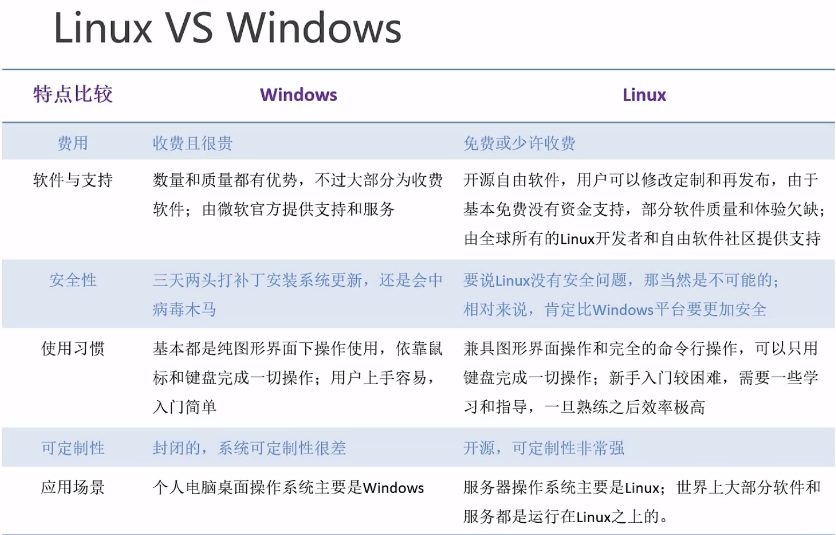 Linux VS Windows
特点比较 Windows Linux
费用 收费且很贵 免费或少许收费
软件与支持 数量和质量都有优势，不过大部分为收费 开源自由软件，用户可以修改定制和再发布，由于
软件；由微软官方提供支持和服务 基本免费没有资金支持，部分软件质量和体验欠缺；
由全球所有的Linux开发者和自由软件社区提供支持
安全性 三天两头打补丁安装系统更新，还是会中 要说Linux没有安全问题，那当然是不可能的；
病毒木马 相对来说，肯定比Windows平台要更加安全
使用习惯 基本都是纯图形界面下操作使用，依靠鼠 兼具图形界面操作和完全的命令行操作，可以只用
标和键盘完成一切操作；用户上手容易， 键盘完成一切操作；新手入门较困难，需要一些学
入门简单 习和指导，一旦熟练之后效率极高
可定制性 封闭的，系统可定制性很差 开源，可定制性非常强
应用场景 个人电脑桌面操作系统主要是Windows 服务器操作系统主要是Linux；世界上大部分软件和
服务都是运行在Linux之上的。